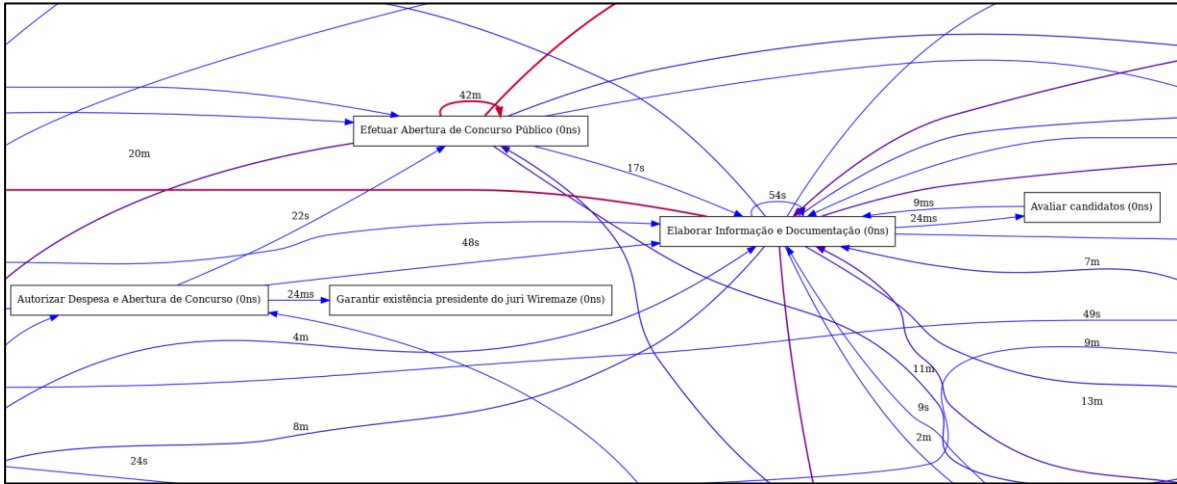 42m
Efetuar Abertura de Concurso Público (0ns)
20m
17s
54s
9ms
Avaliar candidatos (0ns)
24ms
22s
Elaborar Informação e Documentação (0ns)
48s
7m
Autorizar Despesa e Abertura de Concurso (0ns)
24ms
Garantir existência presidente do juri Wiremaze (0ns)
49s
4m
9m
11m
13m
9s
8m
2m
24s